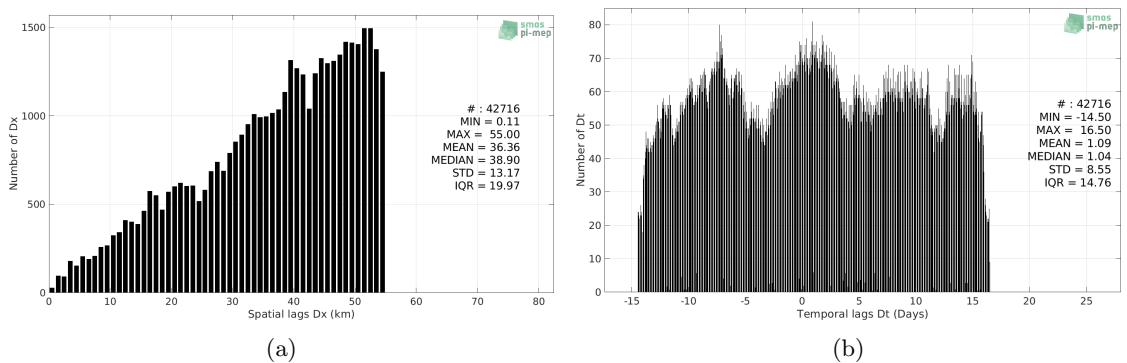 1500
1000
500
0
Number of Dx
0 10 20 30 40 50 60 70 80
Spatial lags Dx (km)
smos
pi-mep
# : 42716
MIN = 0.11
MAX = 55.00
MEAN = 36.36
MEDIAN = 38.90
STD = 13.17
IQR = 19.97
(a)
80
70
60
50
40
30
20
10
0
Number of Dt
-15 -10 -5 0 5 10 15 20 25
Temporal lags Dt (Days)
smos
pi-mep
# : 42716
MIN = -14.50
MAX = 16.50
MEAN = 1.09
MEDIAN = 1.04
STD = 8.55
IQR = 14.76
(b)